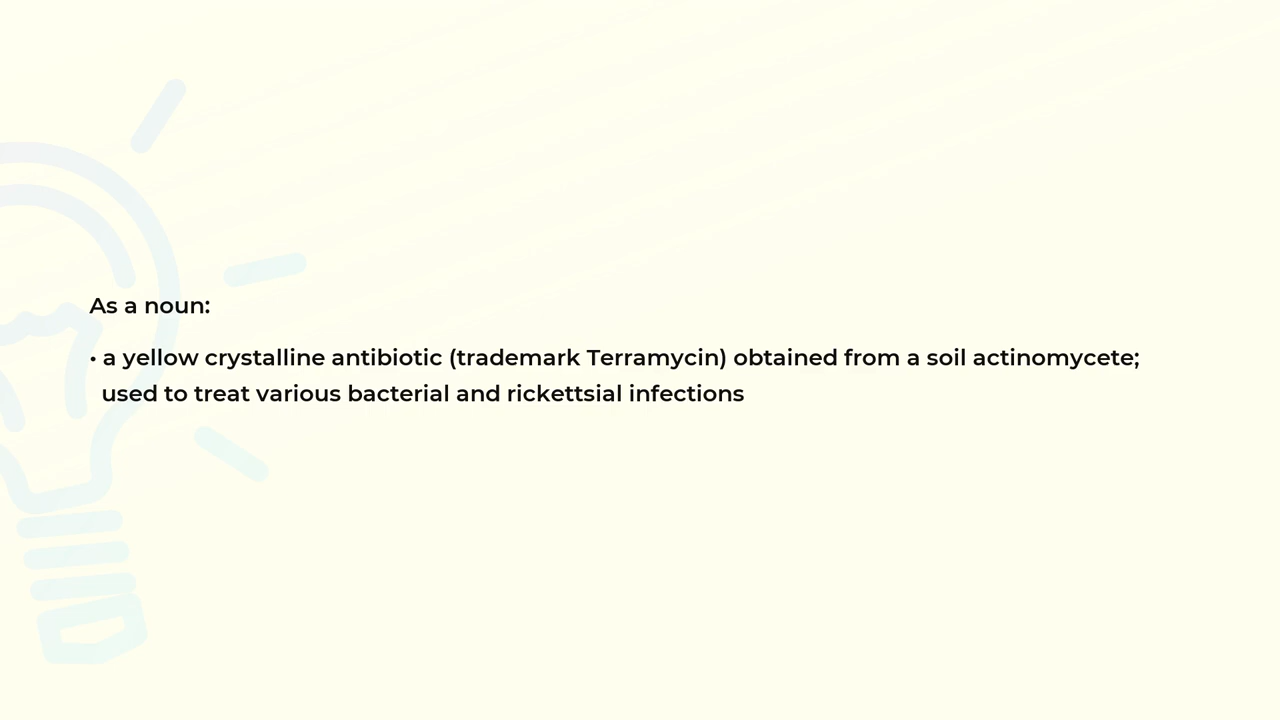 As a noun:
• a yellow crystalline antibiotic (trademark Terramycin) obtained from a soil actinomycete;
used to treat various bacterial and rickettsial infections